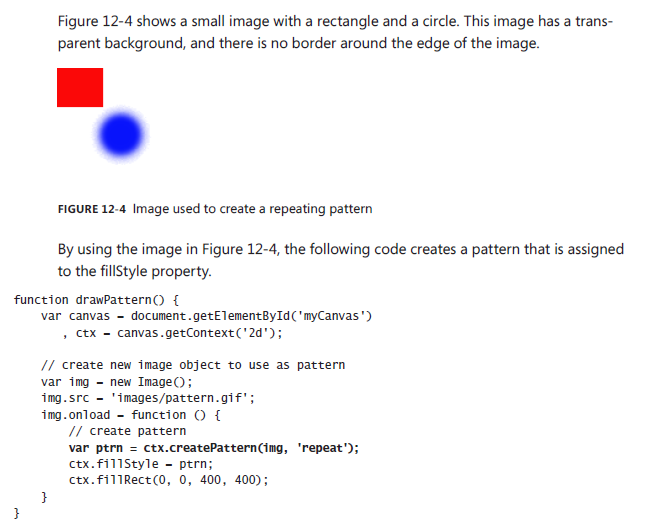 Figure 12-4 shows a small image with a rectangle and a circle. This image has a trans-
parent background, and there is no border around the edge of the image.
FIGURE 12-4 Image used to create a repeating pattern
By using the image in Figure 12-4, the following code creates a pattern that is assigned
to the fillStyle property.
function drawPattern() {
    var canvas = document.getElementById('myCanvas')
       , ctx = canvas.getContext('2d');
    // create new image object to use as pattern
    var img = new Image();
    img.src = 'images/pattern.gif';
    img.onload = function () {
        // create pattern
        var ptrn = ctx.createPattern(img, 'repeat');
        ctx.fillStyle = ptrn;
        ctx.fillRect(0, 0, 400, 400);
    }
}